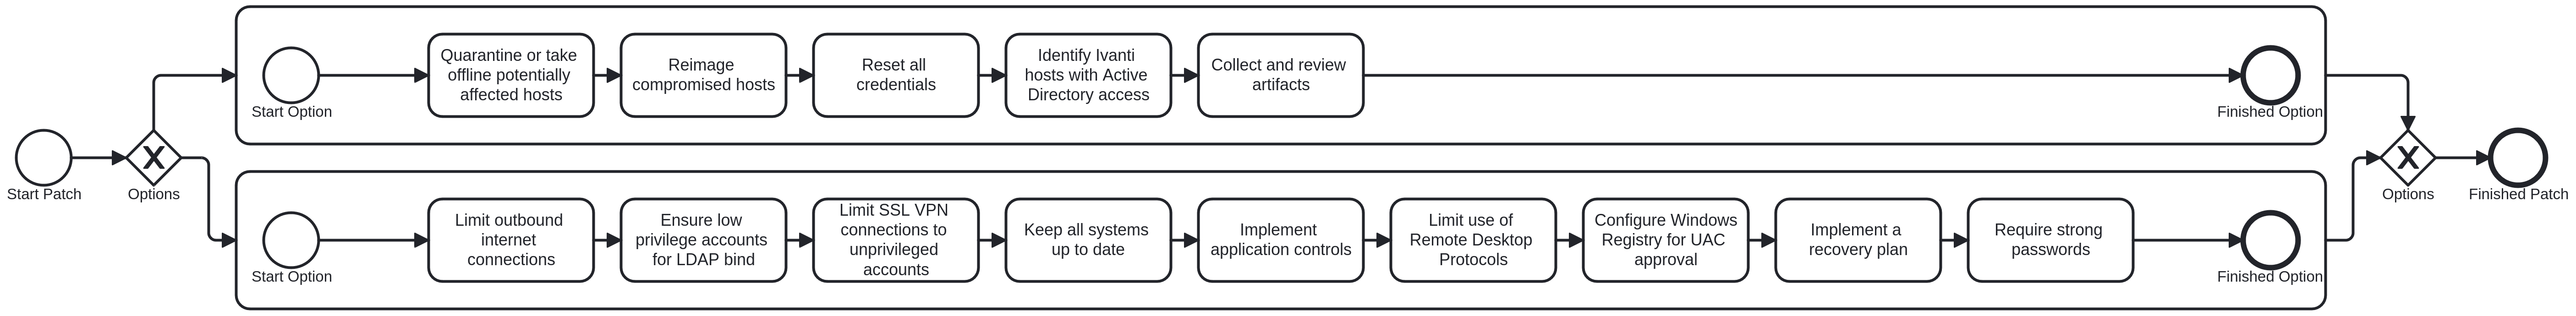 Start Patch
Options
Start Option
Quarantine or take
offline potentially
affected hosts
Reimage
compromised hosts
Reset all
credentials
Identify Ivanti
hosts with Active
Directory access
Collect and review
artifacts
Finished Option
Start Option
Limit outbound
internet
connections
Ensure low
privilege accounts
for LDAP bind
Limit SSL VPN
connections to
unprivileged
accounts
Keep all systems
up to date
Implement
application controls
Limit use of
Remote Desktop
Protocols
Configure Windows
Registry for UAC
approval
Implement a
recovery plan
Require strong
passwords
Finished Option
Options
Finished Patch